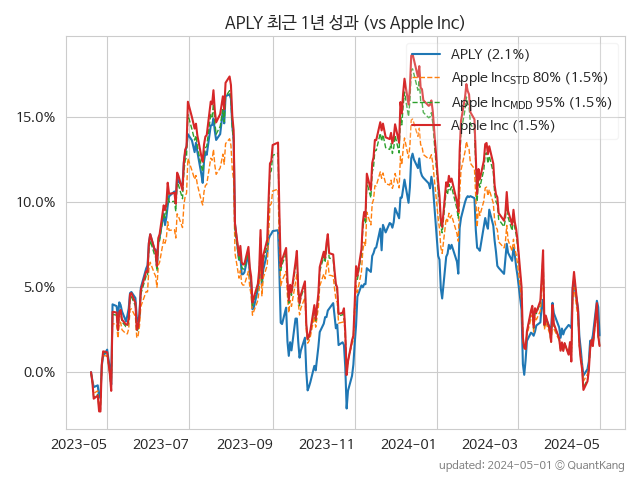 APLY 최근 1년 성과 (vs Apple Inc)
APLY (2.1%)
Apple IncSTD 80% (1.5%)
Apple IncMDD 95% (1.5%)
Apple Inc (1.5%)
15.0%
10.0%
5.0%
0.0%
2023-05 2023-07 2023-09 2023-11 2024-01 2024-03 2024-05
updated: 2024-05-01 © QuantKang